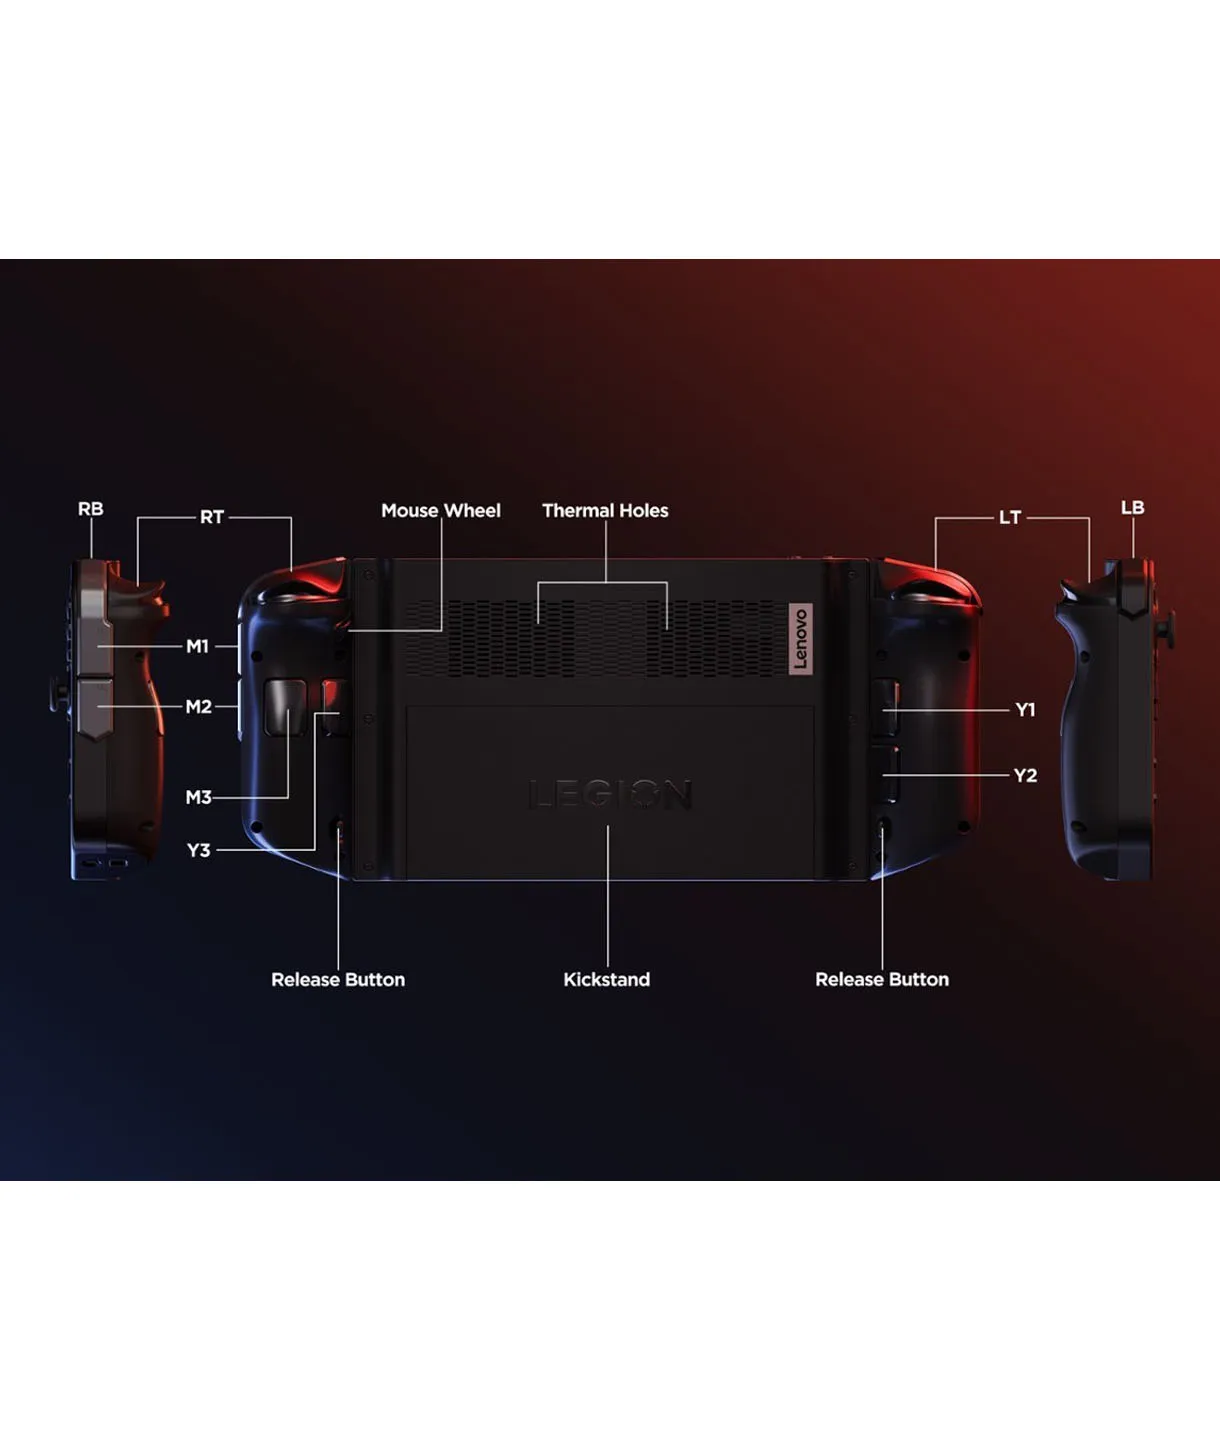 RB
RT
Mouse Wheel
Thermal Holes
LT
LB
Lenovo
M1
M2
M3
Y3
Y1
Y2
LEGION
Release Button
Kickstand
Release Button